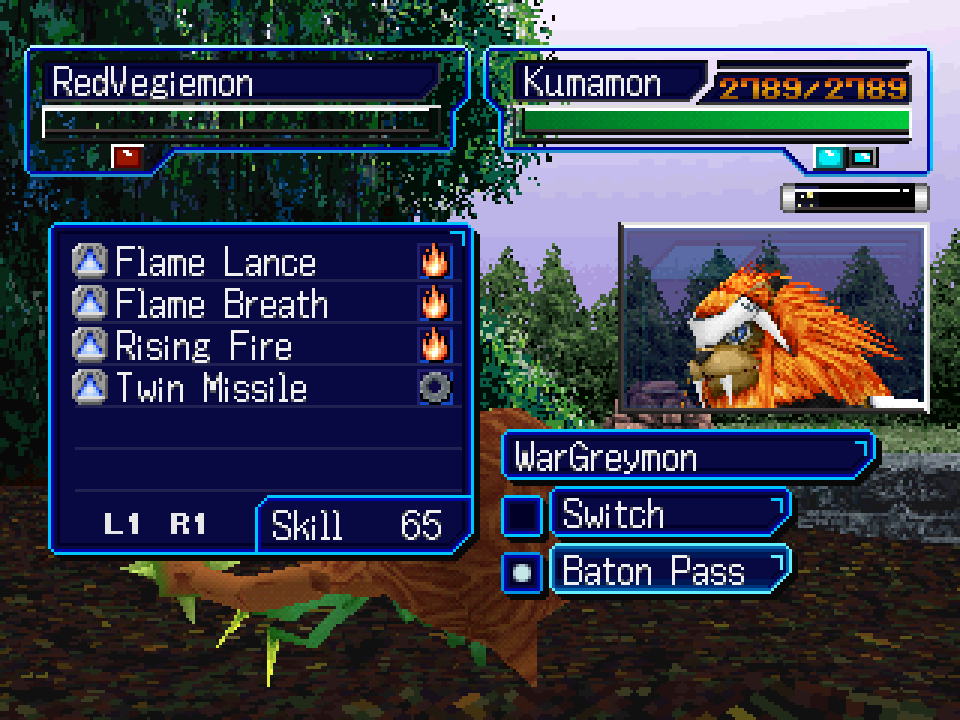 RedVegiemon
Kumamon 2789/2789
Flame Lance
Flame Breath
Rising Fire
Twin Missile
L1 R1 Skill 65
WarGreymon
Switch
Baton Pass